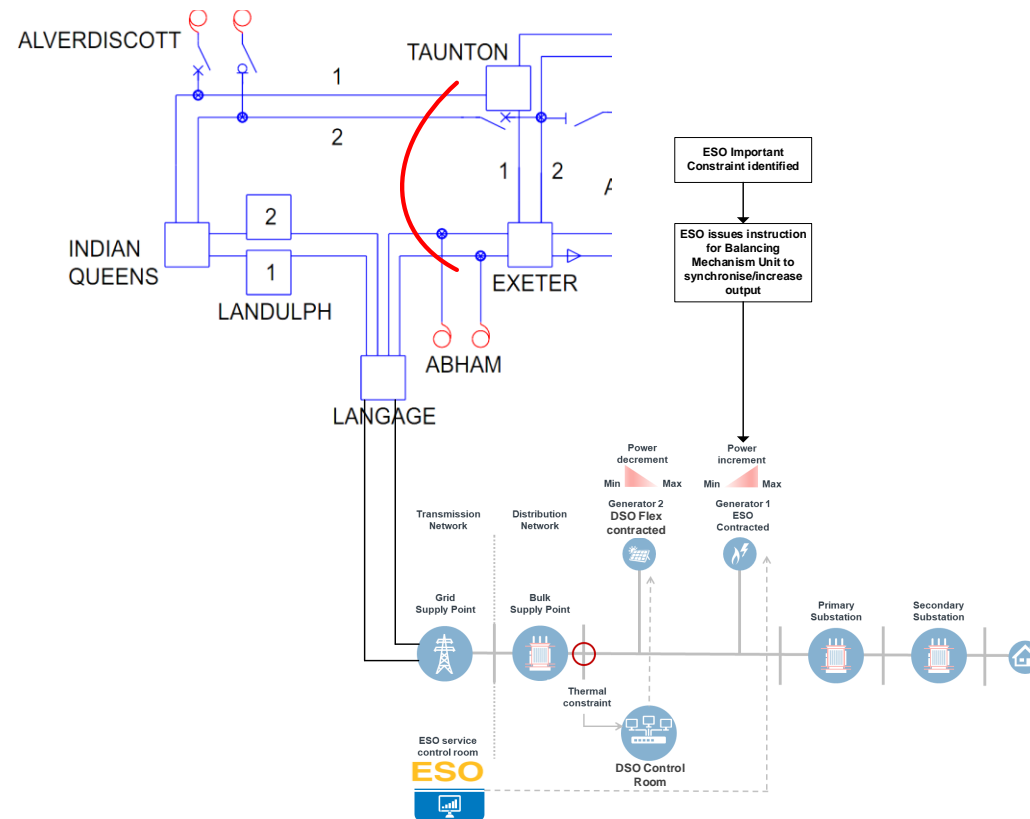 ALVERDISCOTT
TAUNTON
1
2
1
2
INDIAN
QUEENS
2
1
LANDULPH
EXETER
ABHAM
LANGAGE
ESO Important
Constraint identified
ESO issues instruction
for Balancing
Mechanism Unit to
synchronise/increase
output
Power
decrement
Min
Max
Power
increment
Min
Max
Generator 2
DSO Flex
contracted
Generator 1
ESO
Contracted
Transmission
Network
Distribution
Network
Grid
Supply Point
Bulk
Supply Point
Primary
Substation
Secondary
Substation
Thermal
constraint
DSO Control
Room
ESO service
control room
ESO